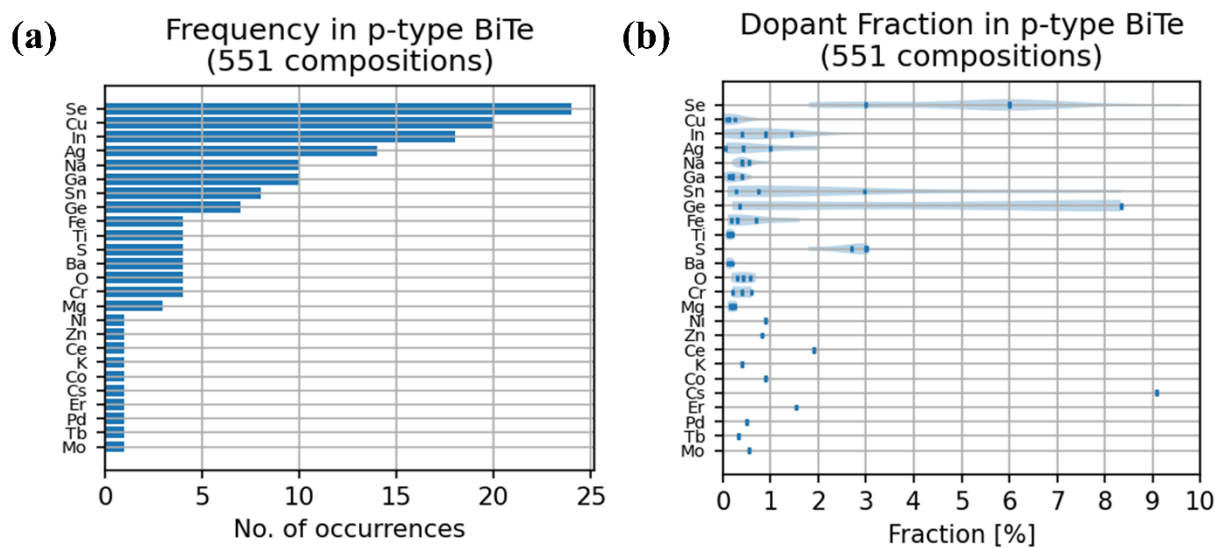 (a)
Frequency in p-type BiTe
(551 compositions)
Se
Cu
In
Ag
Na
Ga
Sn
Ge
Fe
Ti
S
Ba
O
Cr
Mg
Ni
Zn
Ce
K
Co
Cs
Er
Pd
Tb
Mo
0 5 10 15 20 25
No. of occurrences
(b)
Dopant Fraction in p-type BiTe
(551 compositions)
Se
Cu
In
Ag
Na
Ga
Sn
Ge
Fe
Ti
S
Ba
O
Cr
Mg
Ni
Zn
Ce
K
Co
Cs
Er
Pd
Tb
Mo
0 1 2 3 4 5 6 7 8 9 10
Fraction [%]